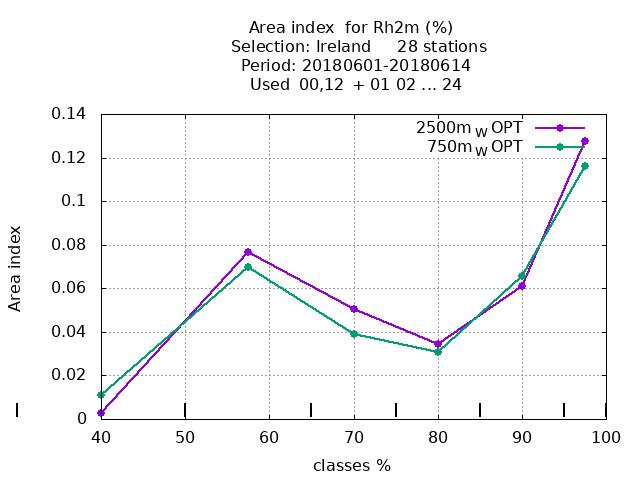 Area index  for Rh2m (%)
Selection: Ireland     28 stations
Period: 20180601-20180614
Used  00,12  + 01 02 ... 24
2500m W OPT
750m W OPT
0.14
0.12
0.1
0.08
0.06
0.04
0.02
0
Area index
40 50 60 70 80 90 100
classes %